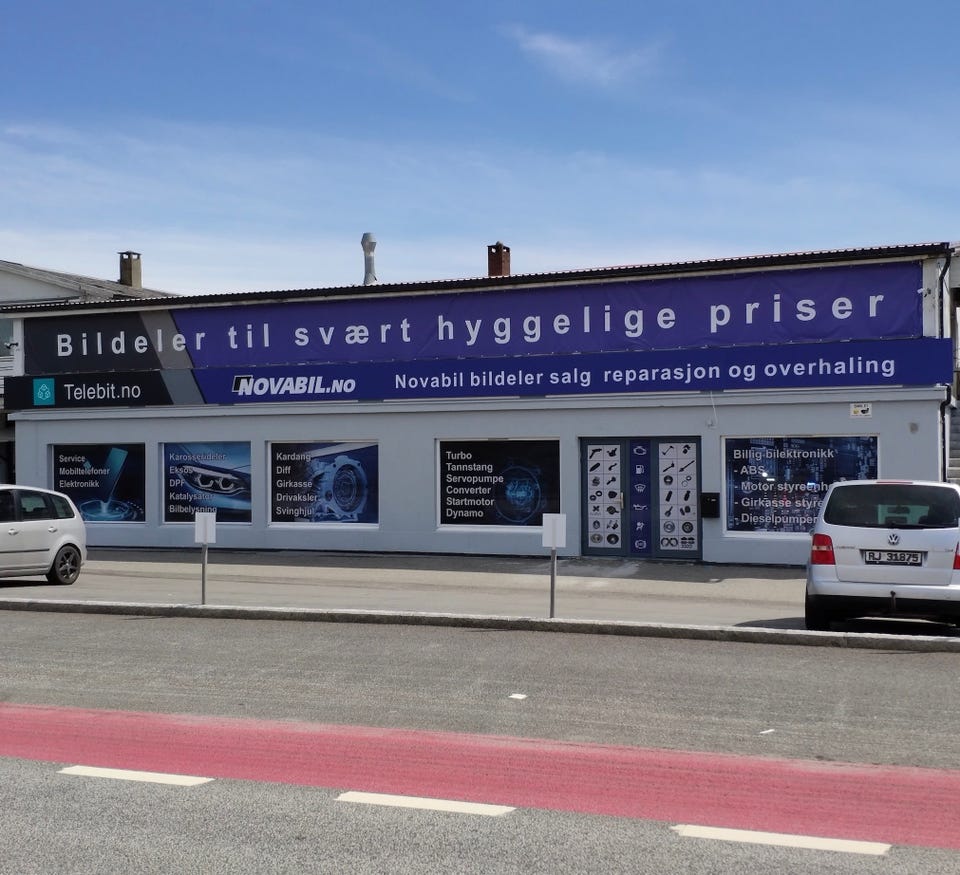 Bildeler til svært hyggelige priser
Telebit.no
NOVABIL.NO
Novabil bildeler salg reparasjon og overhaling
Service
Mobiltelefoner
Elektronikk
Karosserideler
Eksos
DPF
Katalysator
Bilbelysning
Kardang
Diff
Girkasse
Drivaksler
Svinghjul
Turbo
Tannstang
Servopumpe
Converter
Startmotor
Dynamo
Billig bilektronikk
- ABS
- Motor styreenh
- Girkasse styre
- Dieselpumper
RJ 31875